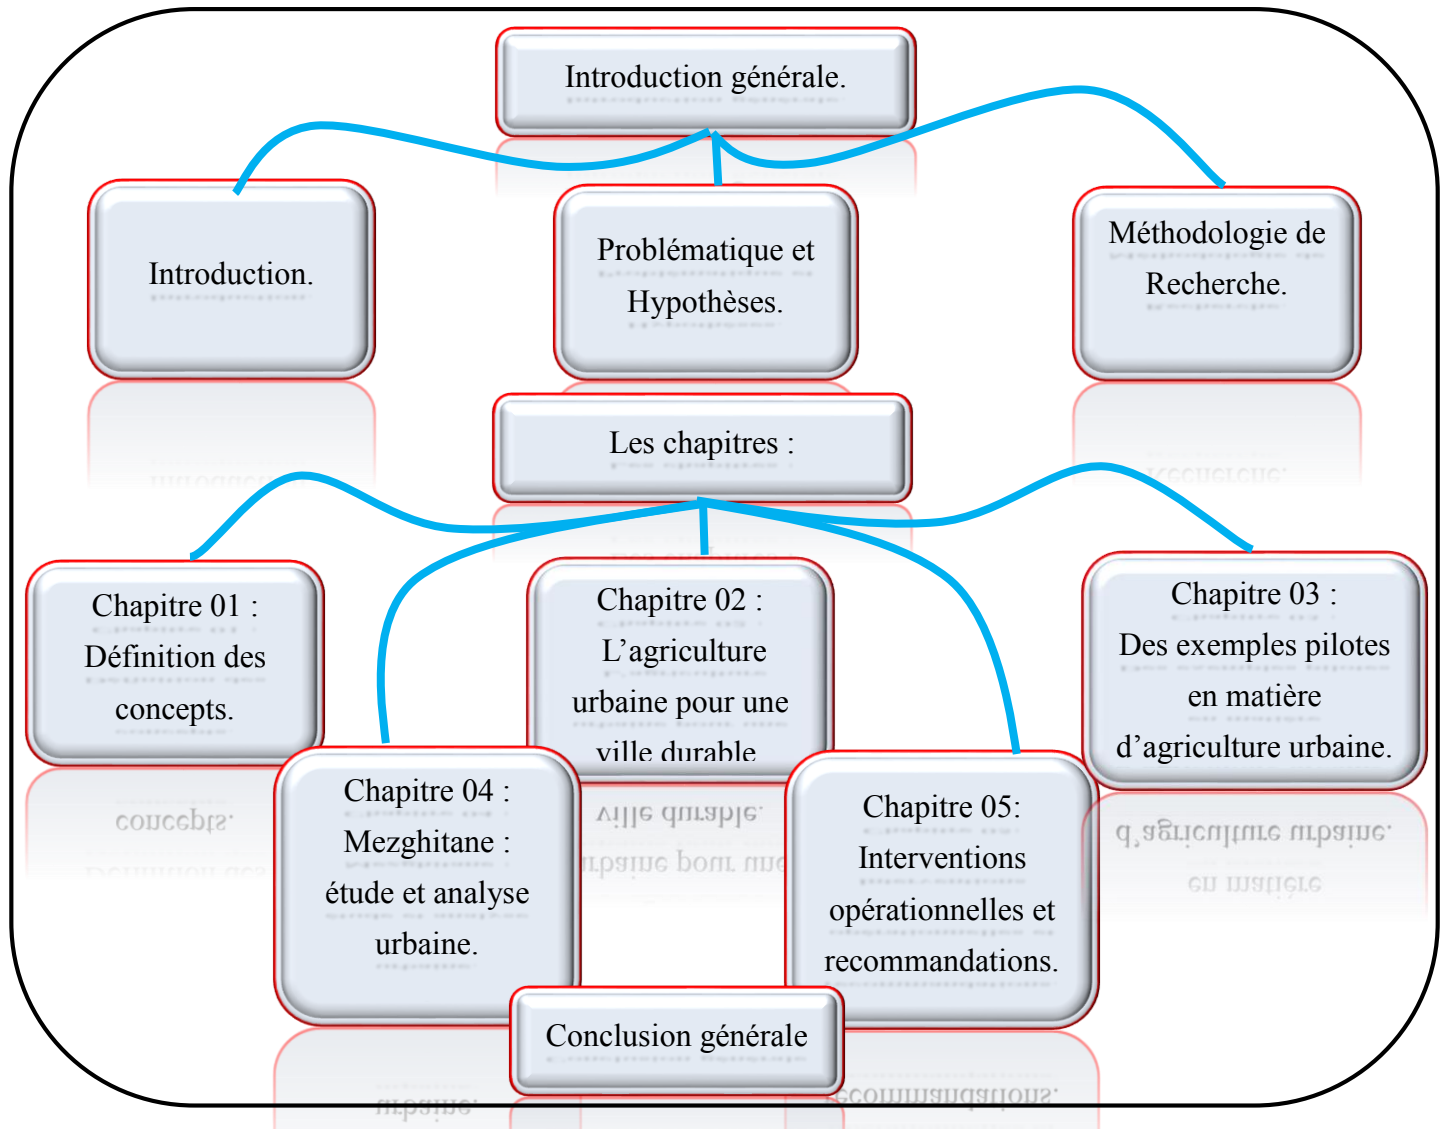 Introduction générale.
Introduction.
Problématique et
Hypothèses.
Méthodologie de
Recherche.
Les chapitres :
Chapitre 01 :
Définition des
concepts.
Chapitre 02 :
L’agriculture
urbaine pour une
ville durable
Chapitre 03 :
Des exemples pilotes
en matière
d’agriculture urbaine.
Chapitre 04 :
Mezghitane :
étude et analyse
urbaine.
Chapitre 05:
Interventions
opérationnelles et
recommandations.
Conclusion générale